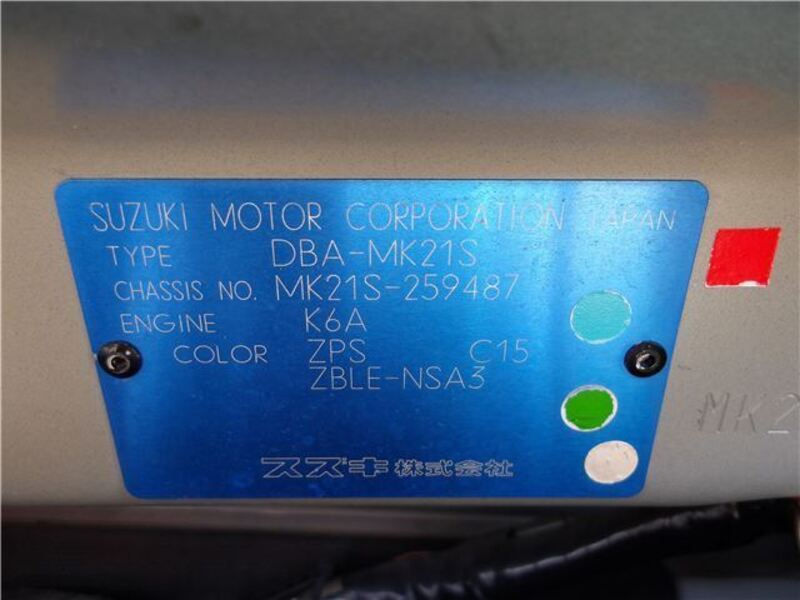 SUZUKI MOTOR CORPORATION JAPAN
TYPE DBA-MK21S
CHASSIS NO. MK21S-259487
ENGINE K6A
COLOR ZPS C15
ZBLE-NSA3
スズキ株式会社
MK2